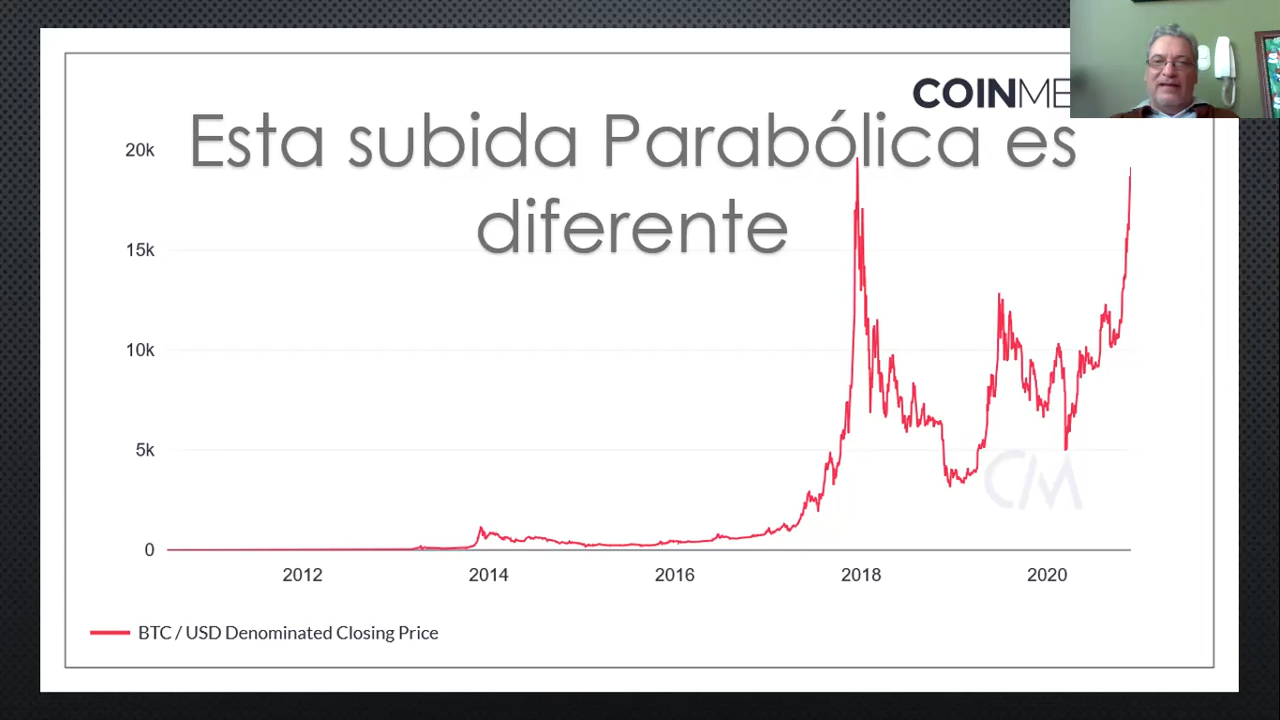 COINME
Esta subida Parabólica es
diferente
20k
15k
10k
5k
0
CM
2012 2014 2016 2018 2020
BTC / USD Denominated Closing Price